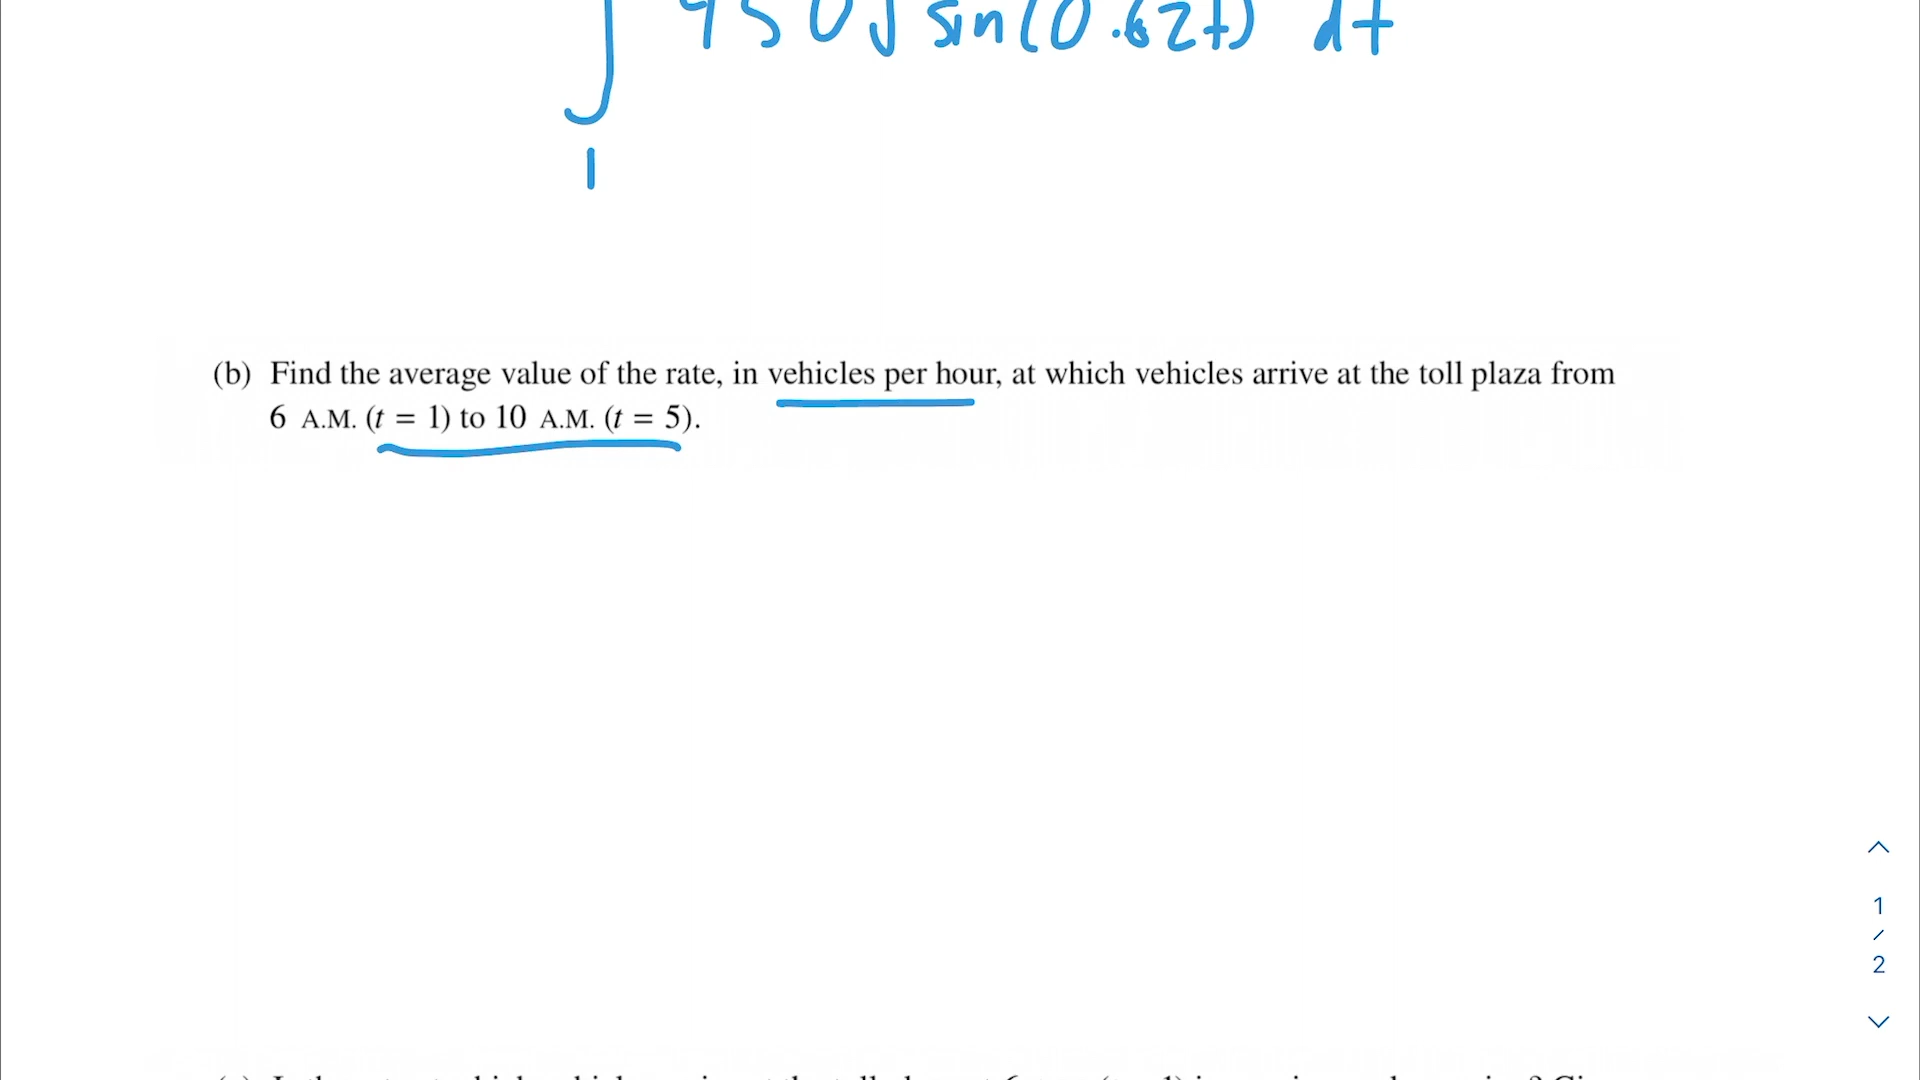 ∫ 450√ sin(0.62t) dt
1
(b) Find the average value of the rate, in vehicles per hour, at which vehicles arrive at the toll plaza from
6 A.M. (t = 1) to 10 A.M. (t = 5).
1
/
2